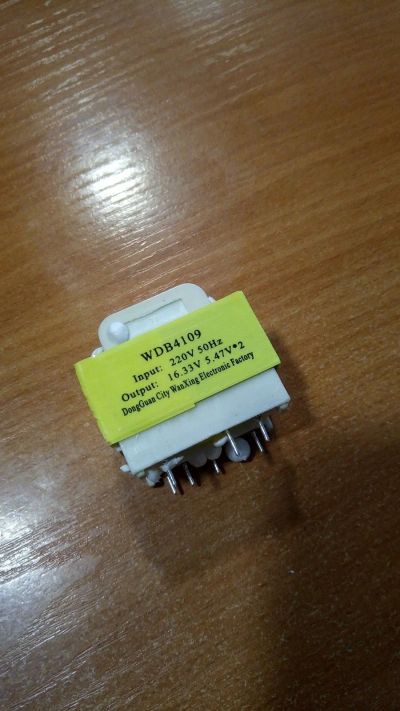 WDB4109
Input: 220V 50Hz
Output: 16.33V 5.47V*2
DongGuan City WanXing Electronic Factory